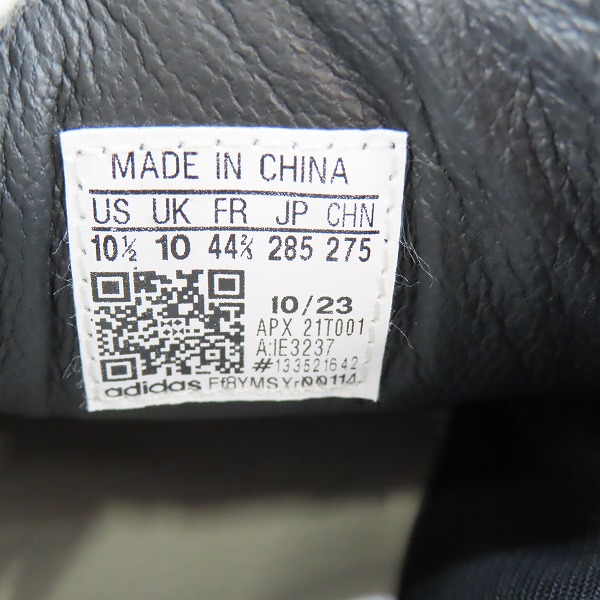 MADE IN CHINA
US UK FR JP CHN
10½ 10 44⅔ 285 275
10/23
APX 21T001
A:IE3237
#133521642
adidas Ft8YMSYr00114